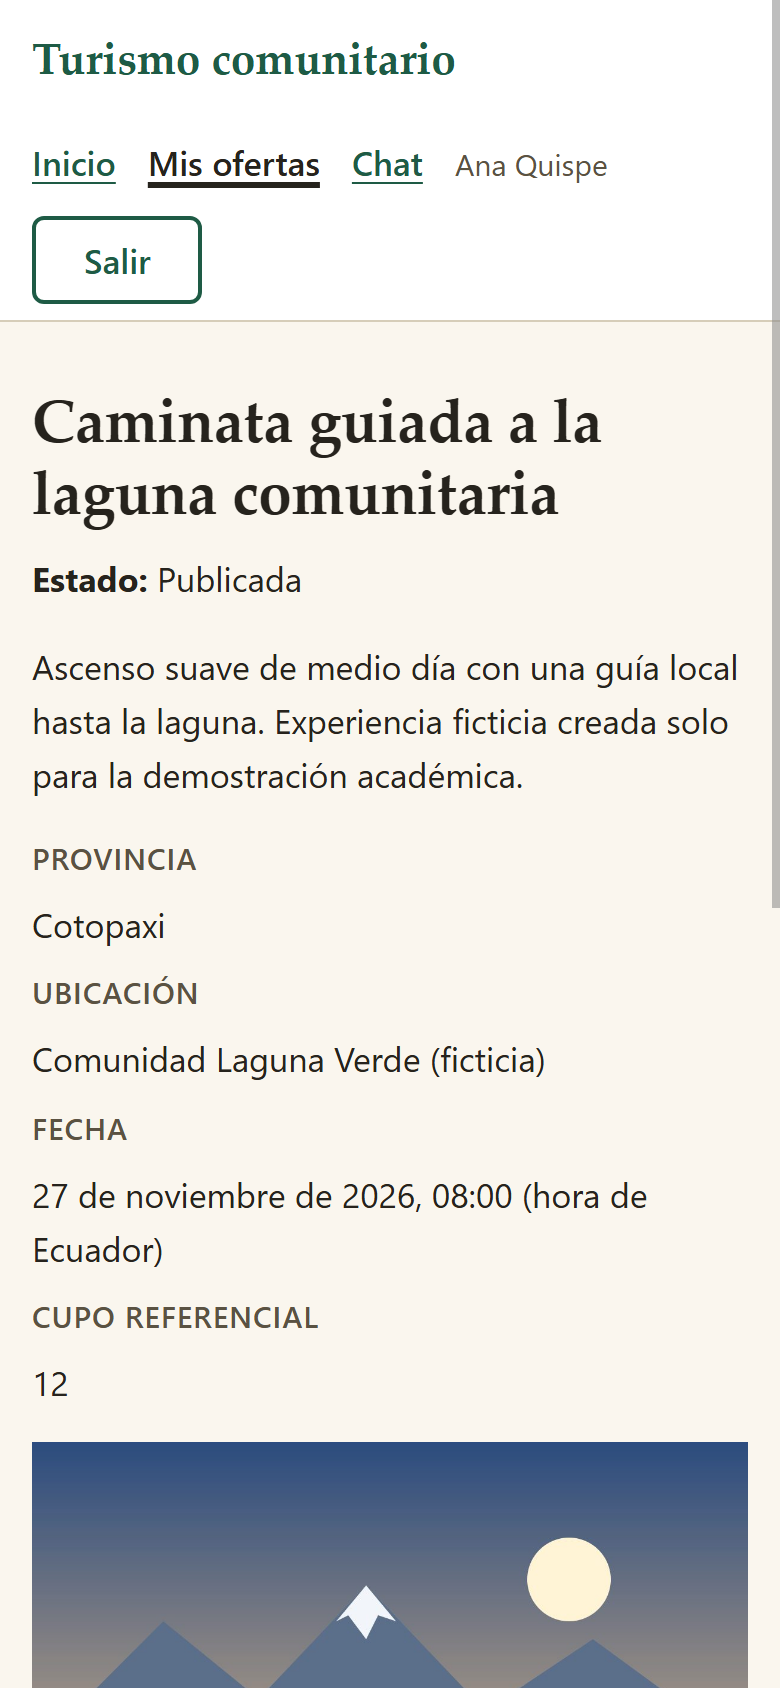 Turismo comunitario
Inicio Mis ofertas Chat Ana Quispe
Salir
Caminata guiada a la
laguna comunitaria
Estado: Publicada
Ascenso suave de medio día con una guía local
hasta la laguna. Experiencia ficticia creada solo
para la demostración académica.
PROVINCIA
Cotopaxi
UBICACIÓN
Comunidad Laguna Verde (ficticia)
FECHA
27 de noviembre de 2026, 08:00 (hora de
Ecuador)
CUPO REFERENCIAL
12